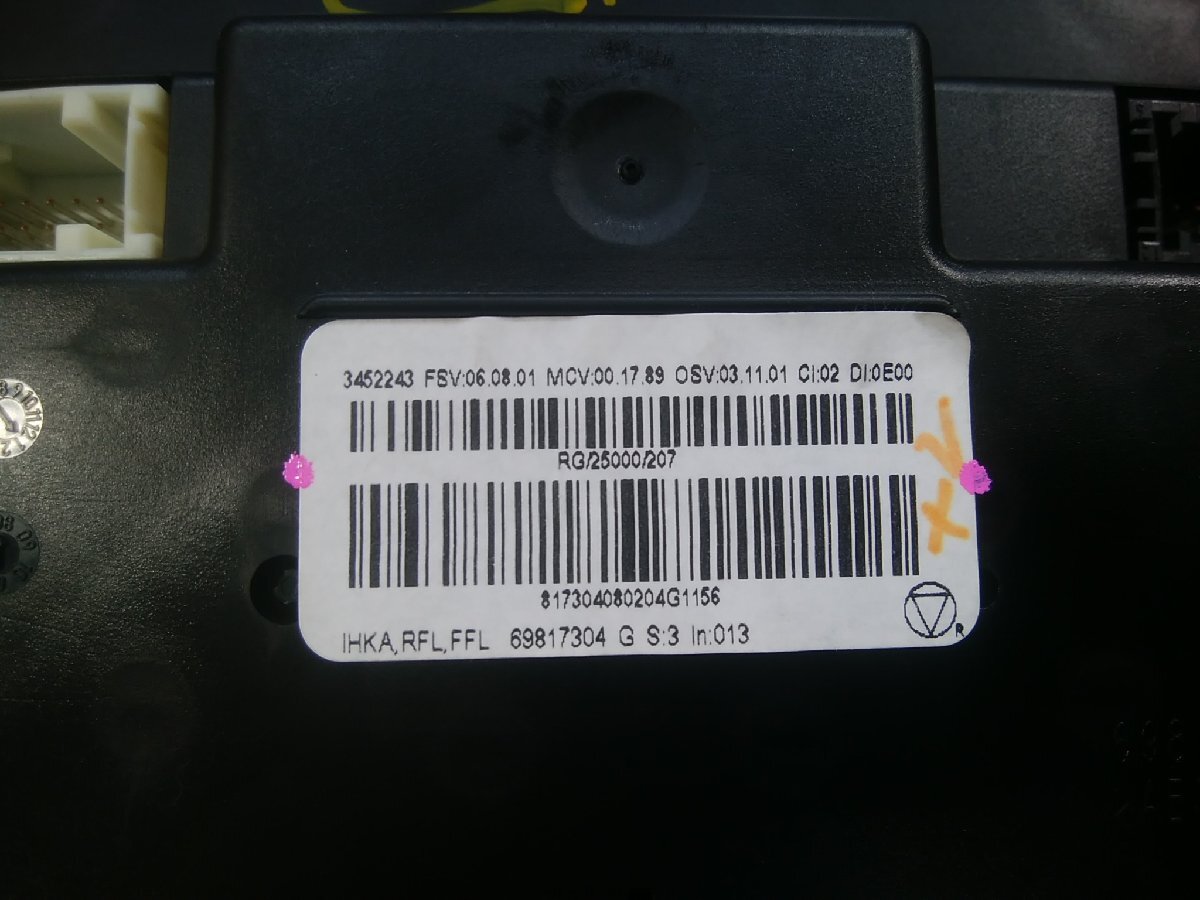 3452243 FSV:06.08.01 MCV:00.17.89 OSV:03.11.01 CI:02 DI:0E00
RG/25000/207
817304080204G1156
IHKA,RFL,FFL 69817304 G S:3 In:013
R
+2